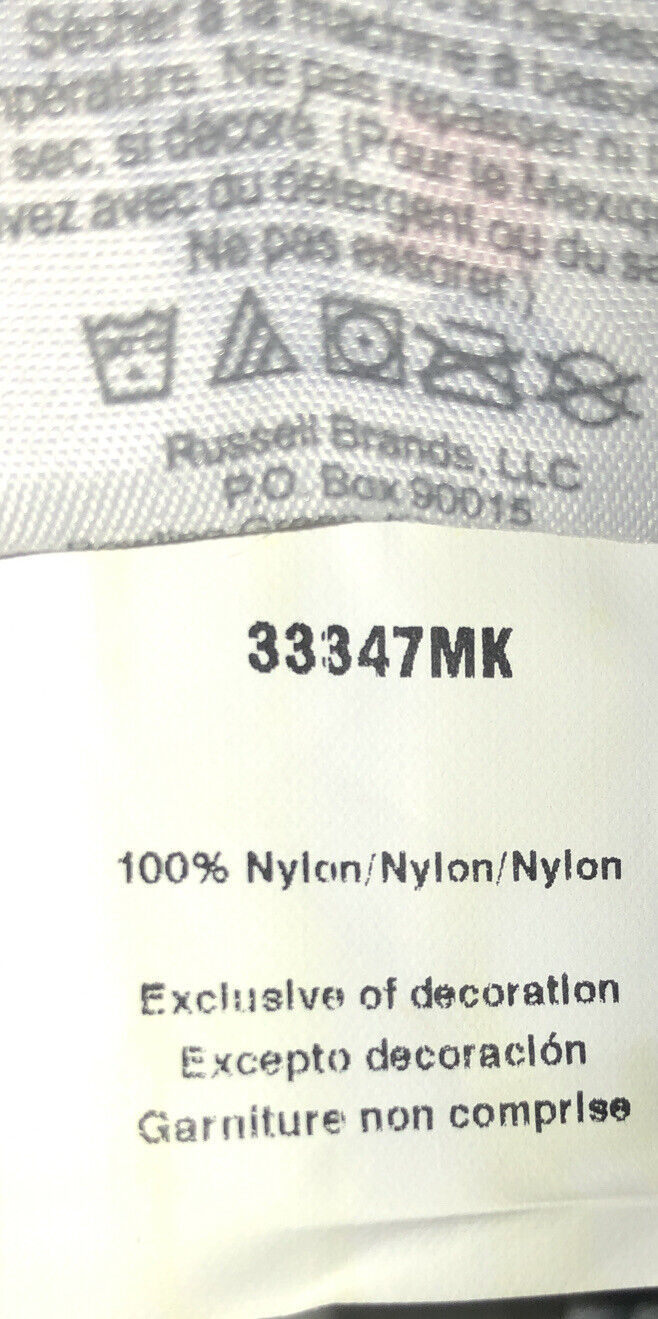 Sécher à la machine à basse
température. Ne pas repasser ni
sec, si décoré. (Pour le Mexique
avec du détergent ou du
Ne pas essorer.)
Russell Brands, LLC
P.O. Box 90015
33347MK
100% Nylon/Nylon/Nylon
Exclusive of decoration
Excepto decoración
Garniture non comprise